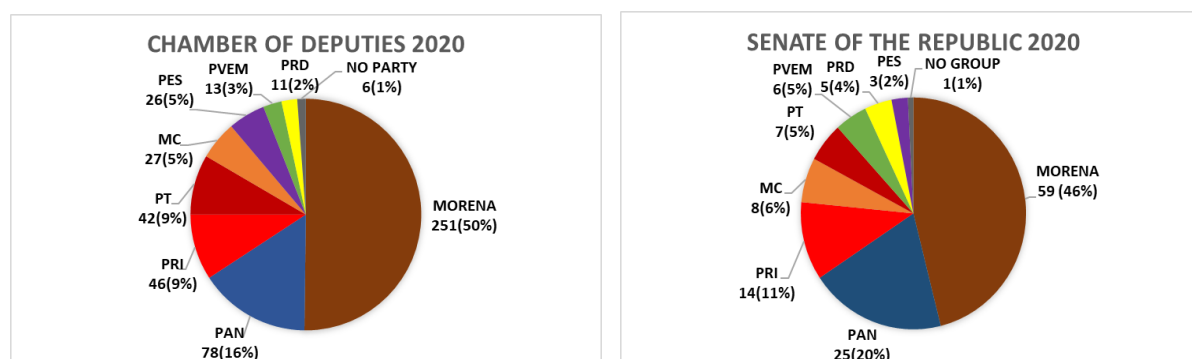 CHAMBER OF DEPUTIES 2020
PES
26(5%)
PVEM
13(3%)
PRD
11(2%)
NO PARTY
6(1%)
MC
27(5%)
PT
42(9%)
PRI
46(9%)
PAN
78(16%)
MORENA
251(50%)
SENATE OF THE REPUBLIC 2020
PVEM
6(5%)
PRD
5(4%)
PES
3(2%)
NO GROUP
1(1%)
PT
7(5%)
MC
8(6%)
PRI
14(11%)
PAN
25(20%)
MORENA
59 (46%)